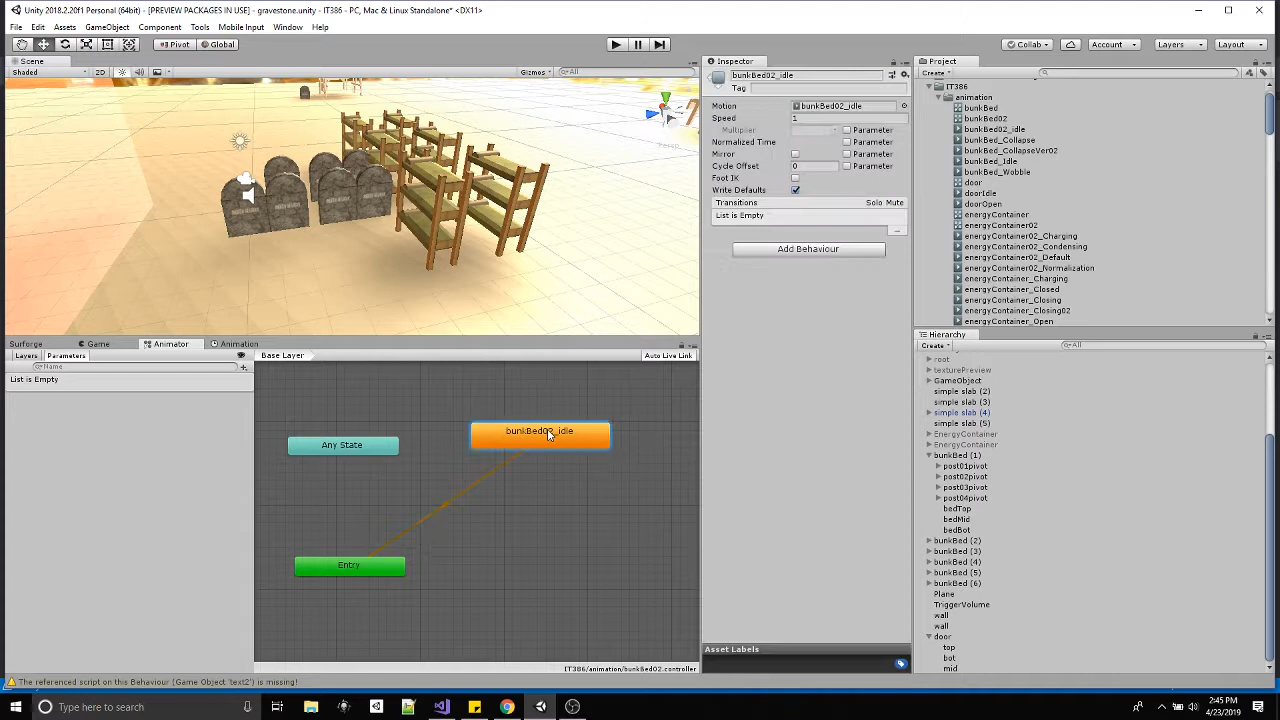 Unity 2018.2.20f1 Personal (64bit) - [PREVIEW PACKAGES IN USE] - gravestone.unity - IT386 - PC, Mac & Linux Standalone* <DX11>
File Edit Assets GameObject Component Tools Mobile Input Window Help
Pivot Global Collab Account Layers Layout
Scene
Shaded 2D Gizmos All
Persp
Surforge Game Animator Animation
Layers Parameters Base Layer Auto Live Link
Name
List is Empty
Any State
bunkBed02_idle
Entry
IT386/animation/bunkBed02.controller
The referenced script on this Behaviour (Game Object 'text2') is missing!
Inspector
bunkBed02_idle
Tag
Motion bunkBed02_idle
Speed 1
Multiplier Parameter
Normalized Time Parameter
Mirror Parameter
Cycle Offset 0 Parameter
Foot IK
Write Defaults
Transitions Solo Mute
List is Empty
Add Behaviour
Asset Labels
Project
Create
IT386
animation
bunkBed
bunkBed02
bunkBed02_idle
bunkBed_Collapse
bunkBed_CollapseVer02
bunkBed_Idle
bunkBed_Wobble
door
doorIdle
doorOpen
energyContainer
energyContainer02
energyContainer02_Charging
energyContainer02_Condensing
energyContainer02_Default
energyContainer02_Normalization
energyContainer_Charging
energyContainer_Closed
energyContainer_Closing
energyContainer_Closing02
energyContainer_Open
Hierarchy
Create All
root
texturePreview
GameObject
simple slab (2)
simple slab (3)
simple slab (4)
simple slab (5)
EnergyContainer
EnergyContainer
bunkBed (1)
post01pivot
post02pivot
post03pivot
post04pivot
bedTop
bedMid
bedBot
bunkBed (2)
bunkBed (3)
bunkBed (4)
bunkBed (5)
bunkBed (6)
Plane
TriggerVolume
wall
wall
door
top
bot
mid
Type here to search
2:45 PM
4/23/2019